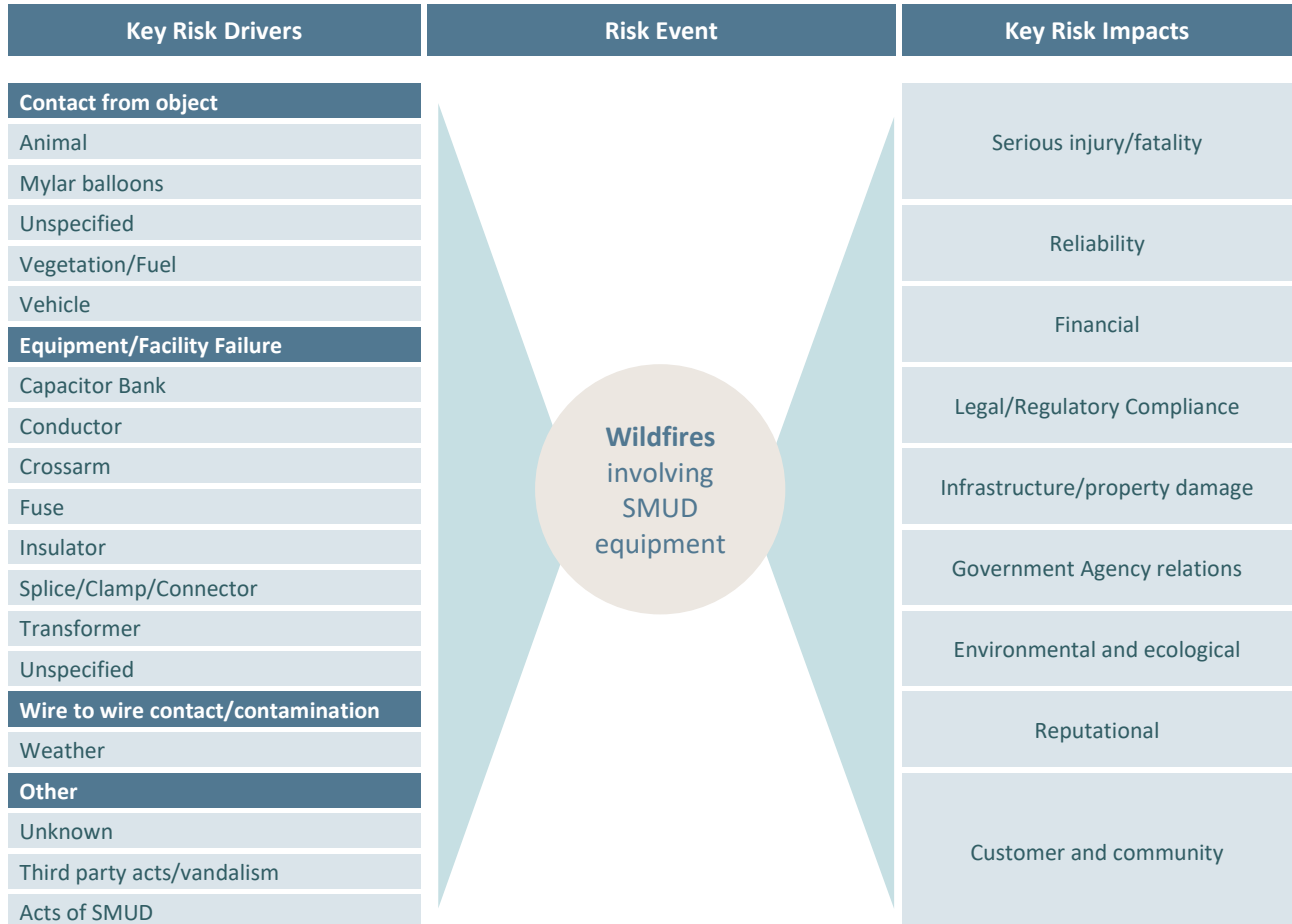 Key Risk Drivers
Risk Event
Key Risk Impacts
Contact from object
Animal
Mylar balloons
Unspecified
Vegetation/Fuel
Vehicle
Equipment/Facility Failure
Capacitor Bank
Conductor
Crossarm
Fuse
Insulator
Splice/Clamp/Connector
Transformer
Unspecified
Wire to wire contact/contamination
Weather
Other
Unknown
Third party acts/vandalism
Acts of SMUD
Wildfires
involving
SMUD
equipment
Serious injury/fatality
Reliability
Financial
Legal/Regulatory Compliance
Infrastructure/property damage
Government Agency relations
Environmental and ecological
Reputational
Customer and community